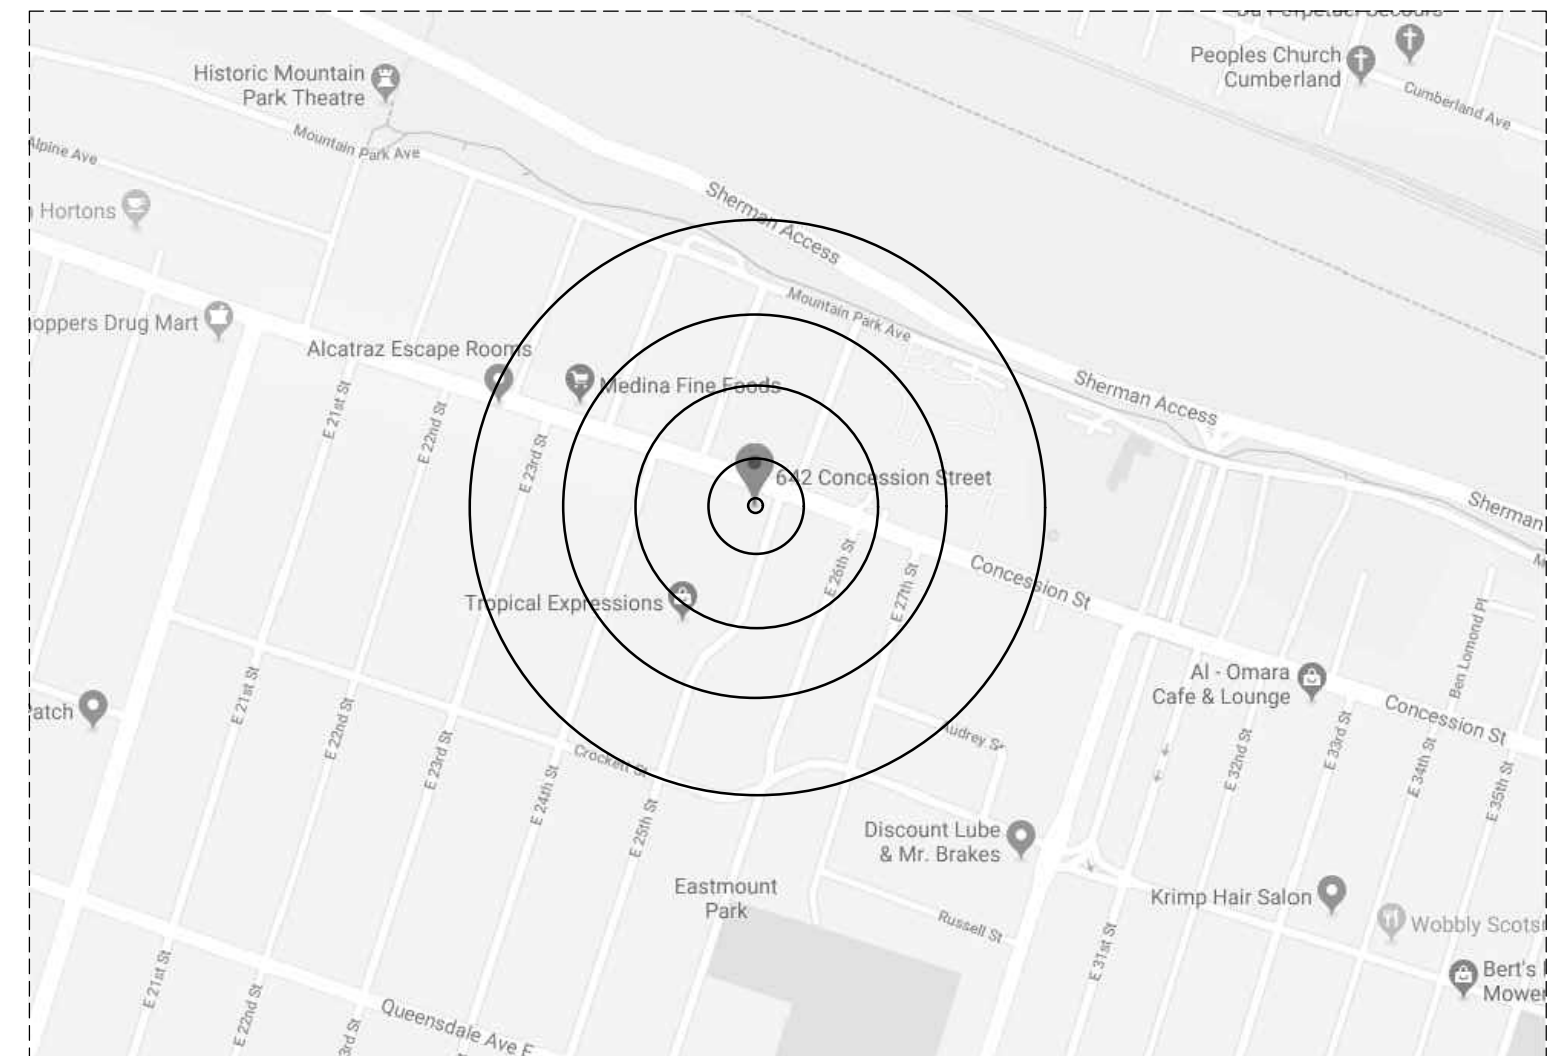 Peoples Church
Cumberland
Cumberland Ave
Historic Mountain
Park Theatre
Mountain Park Ave
Alpine Ave
Hortons
Sherman Access
oppers Drug Mart
Mountain Park Ave
Alcatraz Escape Rooms
Medina Fine Foods
Sherman Access
E 21st St
E 22nd St
E 23rd St
642 Concession Street
Sherman
E 26th St
E 27th St
Concession St
Tropical Expressions
Ben Lomond Pl
Al - Omara
Cafe & Lounge
Concession St
atch
E 21st St
E 22nd St
E 23rd St
E 24th St
E 25th St
Crockett St
Audrey St
E 32nd St
E 33rd St
E 34th St
E 35th St
Discount Lube
& Mr. Brakes
Eastmount
Park
Krimp Hair Salon
Russell St
E 31st St
Wobbly Scots
Bert's
Mower
E 21st St
E 22nd St
3rd St
Queensdale Ave E